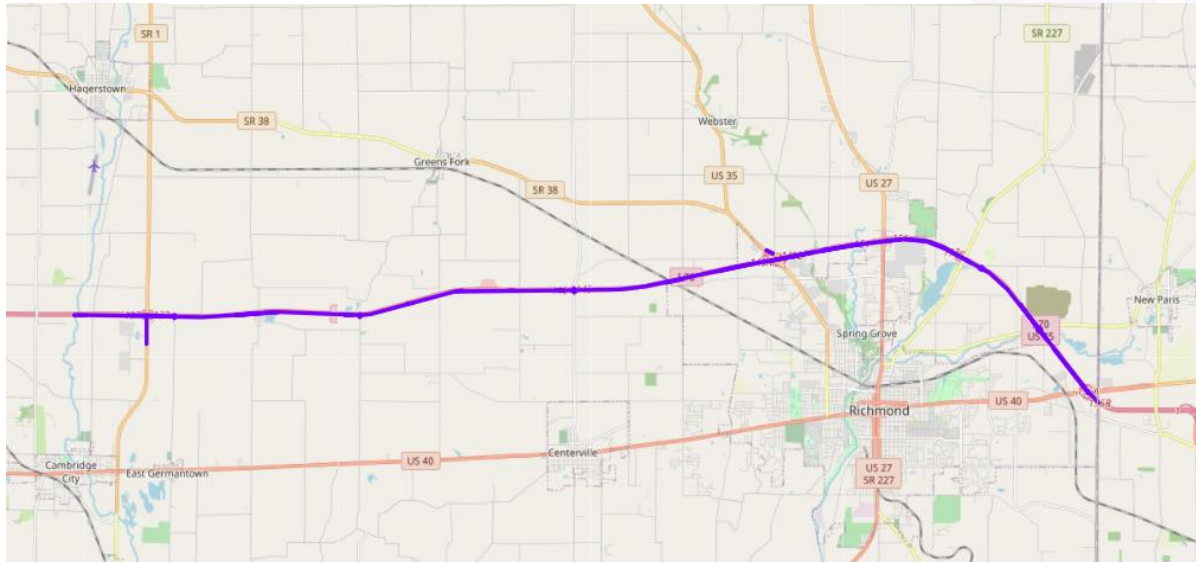 SR 1
SR 227
Hagerstown
SR 38
Webster
Greens Fork
US 35
US 27
SR 38
I 70
New Paris
Spring Grove
70
US 35
Richmond
US 40
Centerville
US 40
Cambridge
City
East Germantown
US 27
SR 227